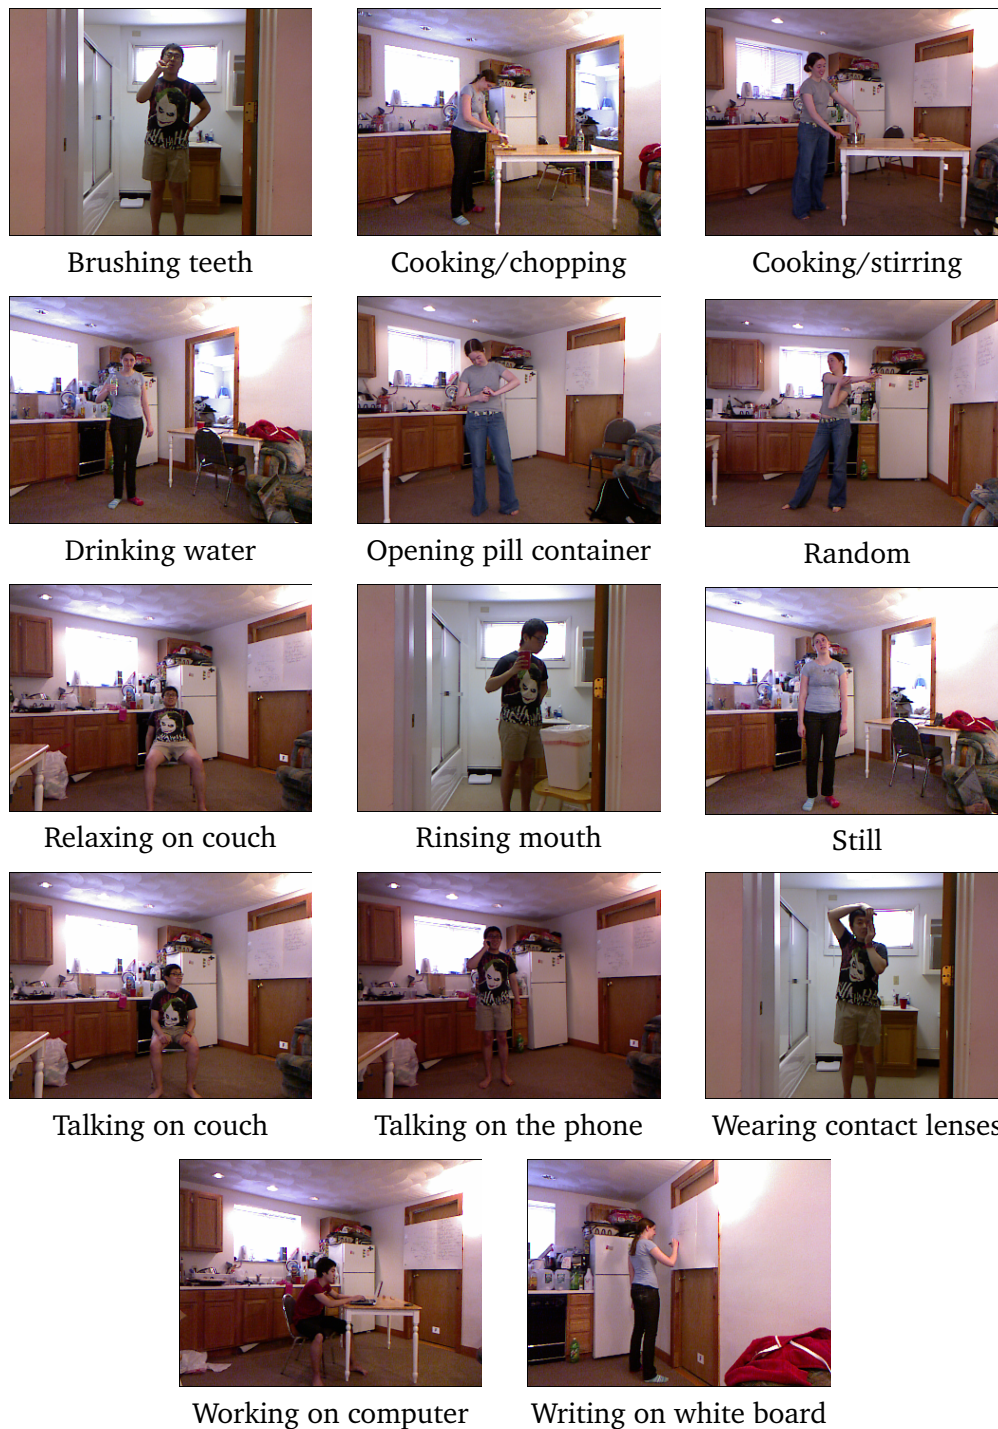 Brushing teeth
Cooking/chopping
Cooking/stirring
Drinking water
Opening pill container
Random
Relaxing on couch
Rinsing mouth
Still
Talking on couch
Talking on the phone
Wearing contact lenses
Working on computer
Writing on white board